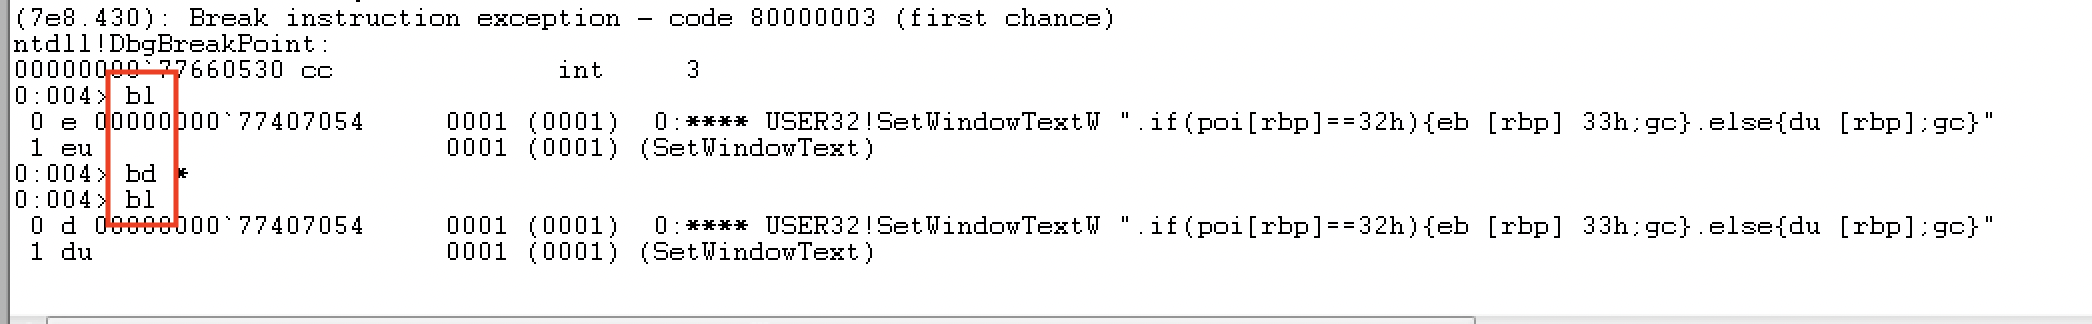 (7e8.430): Break instruction exception - code 80000003 (first chance)
ntdll!DbgBreakPoint:
00000000`77660530 cc int 3
0:004> bl
0 e 00000000`77407054 0001 (0001) 0:**** USER32!SetWindowTextW ".if(poi[rbp]==32h){eb [rbp] 33h;gc}.else{du [rbp];gc}"
1 eu 0001 (0001) (SetWindowText)
0:004> bd *
0:004> bl
0 d 00000000`77407054 0001 (0001) 0:**** USER32!SetWindowTextW ".if(poi[rbp]==32h){eb [rbp] 33h;gc}.else{du [rbp];gc}"
1 du 0001 (0001) (SetWindowText)